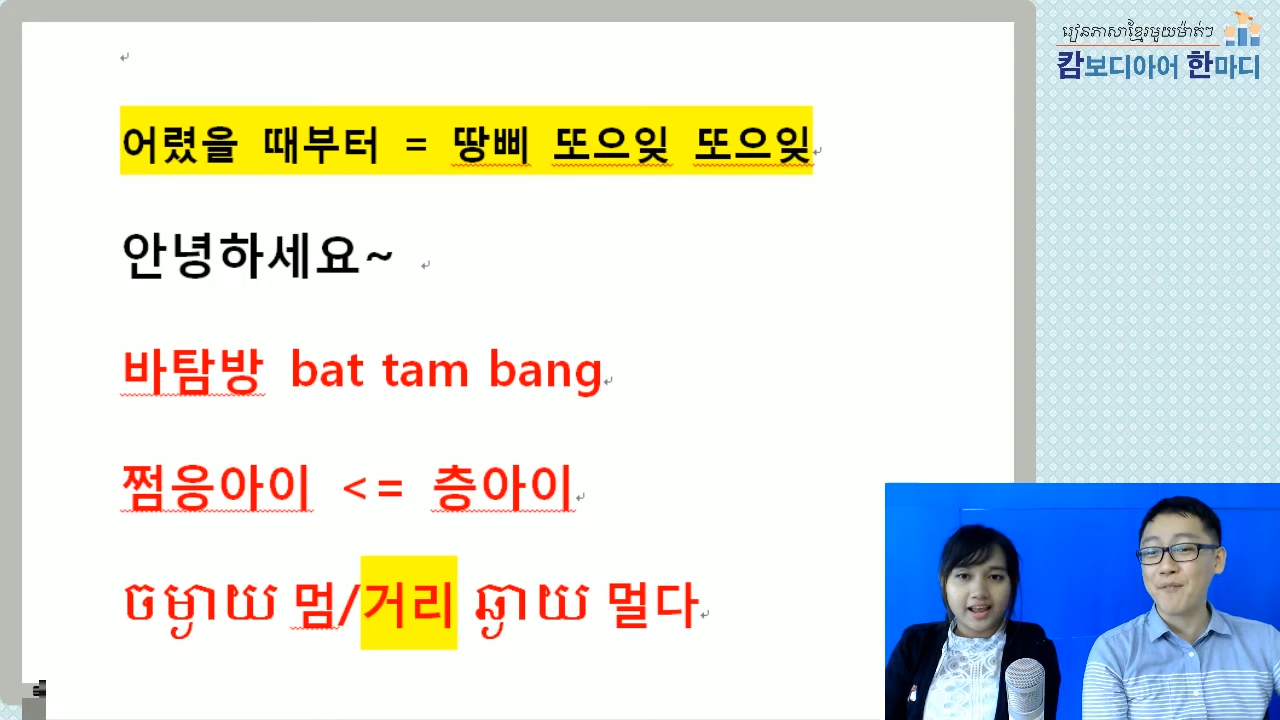 រៀនភាសាខ្មែរមួយម៉ាត់ៗ
캄보디아어 한마디
어렸을 때부터 = 땅삐 또으잊 또으잊
안녕하세요~
바탐방 bat tam bang
쩜응아이 <= 층아이
ចម្ងាយ 멈/거리 ឆ្ងាយ 멀다